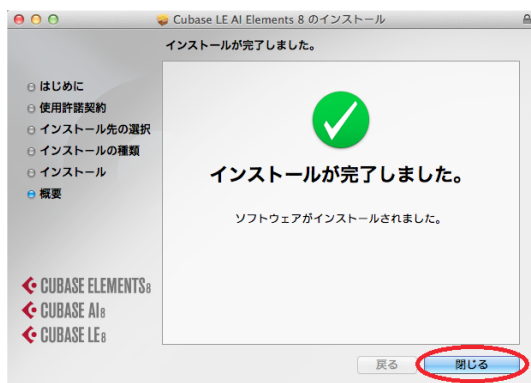 Cubase LE AI Elements 8 のインストール
インストールが完了しました。
はじめに
使用許諾契約
インストール先の選択
インストールの種類
インストール
概要
インストールが完了しました。
ソフトウェアがインストールされました。
CUBASE ELEMENTS8
CUBASE AI8
CUBASE LE8
戻る
閉じる